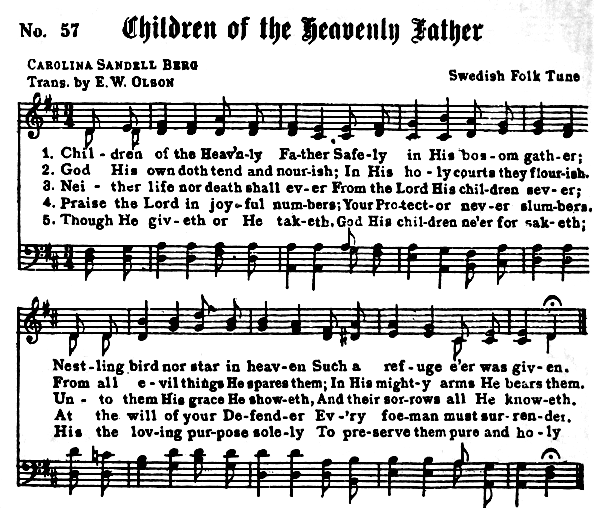 No. 57 Children of the Heavenly Father
CAROLINA SANDELL BERG
Trans. by E. W. OLSON
Swedish Folk Tune
1. Chil - dren of the Heav'n-ly Fa-ther Safe-ly in His bos-om gath-er;
2. God His own doth tend and nour-ish; In His ho-ly courts they flour-ish.
3. Nei - ther life nor death shall ev-er From the Lord His chil-dren sev-er;
4. Praise the Lord in joy-ful num-bers; Your Pro-tect-or nev-er slum-bers.
5. Though He giv-eth or He tak-eth, God His chil-dren ne'er for sak-eth;
Nest-ling bird nor star in heav-en Such a ref-uge e'er was giv-en.
From all e-vil things He spares them; In His might-y arms He bears them.
Un - to them His grace He show-eth, And their sor-rows all He know-eth.
At the will of your De-fend-er Ev-'ry foe-man must sur-ren-der.
His the lov-ing pur-pose sole-ly To pre-serve them pure and ho-ly